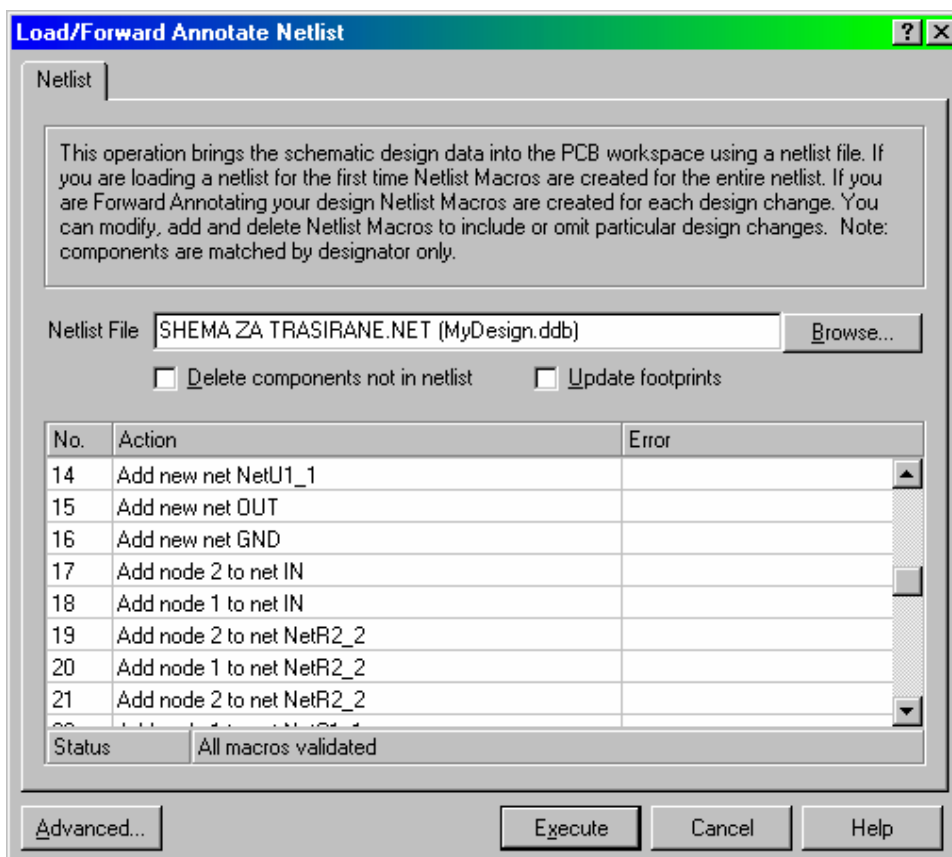 Load/Forward Annotate Netlist
Netlist
This operation brings the schematic design data into the PCB workspace using a netlist file. If
you are loading a netlist for the first time Netlist Macros are created for the entire netlist. If you
are Forward Annotating your design Netlist Macros are created for each design change. You
can modify, add and delete Netlist Macros to include or omit particular design changes.  Note:
components are matched by designator only.
Netlist File SHEMA ZA TRASIRANE.NET (MyDesign.ddb) Browse...
Delete components not in netlist Update footprints
No. Action Error
14 Add new net NetU1_1
15 Add new net OUT
16 Add new net GND
17 Add node 2 to net IN
18 Add node 1 to net IN
19 Add node 2 to net NetR2_2
20 Add node 1 to net NetR2_2
21 Add node 2 to net NetR2_2
Status All macros validated
Advanced... Execute Cancel Help